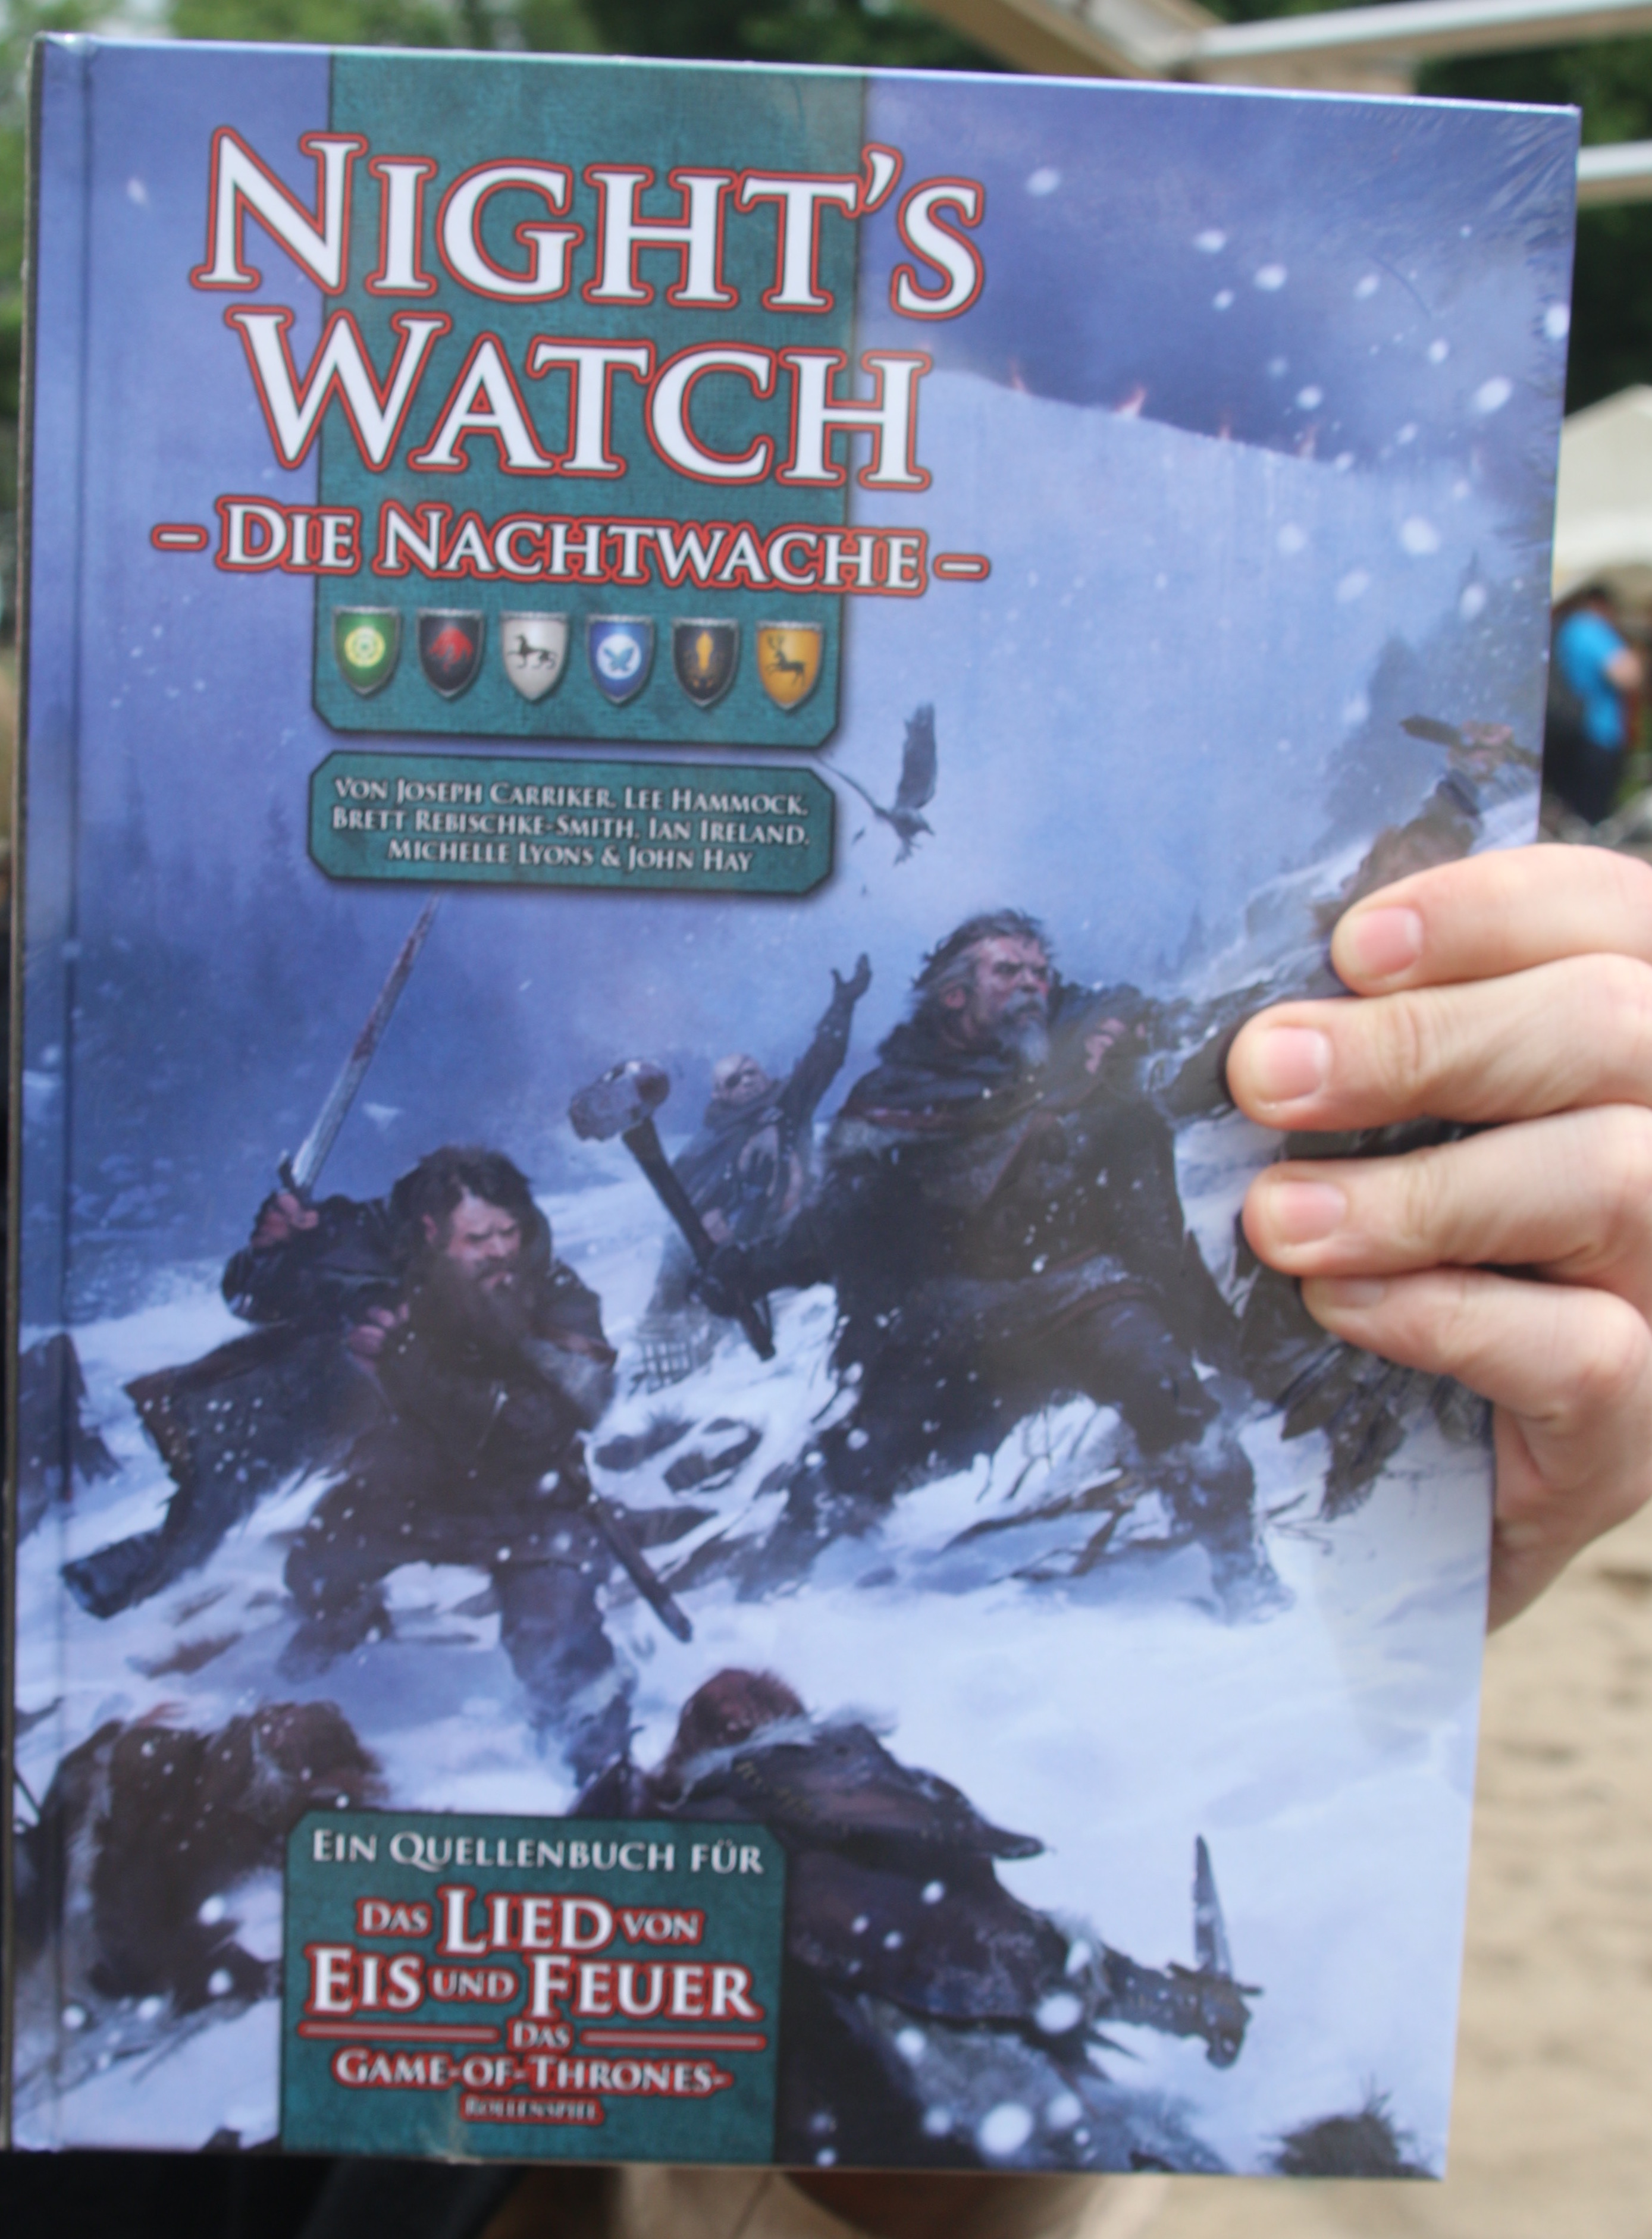 NIGHT'S
WATCH
– DIE NACHTWACHE –
VON JOSEPH CARRIKER, LEE HAMMOCK,
BRETT REBISCHKE-SMITH, IAN IRELAND,
MICHELLE LYONS & JOHN HAY
EIN QUELLENBUCH FÜR
DAS LIED VON
EIS UND FEUER
DAS
GAME-OF-THRONES-
ROLLENSPIEL